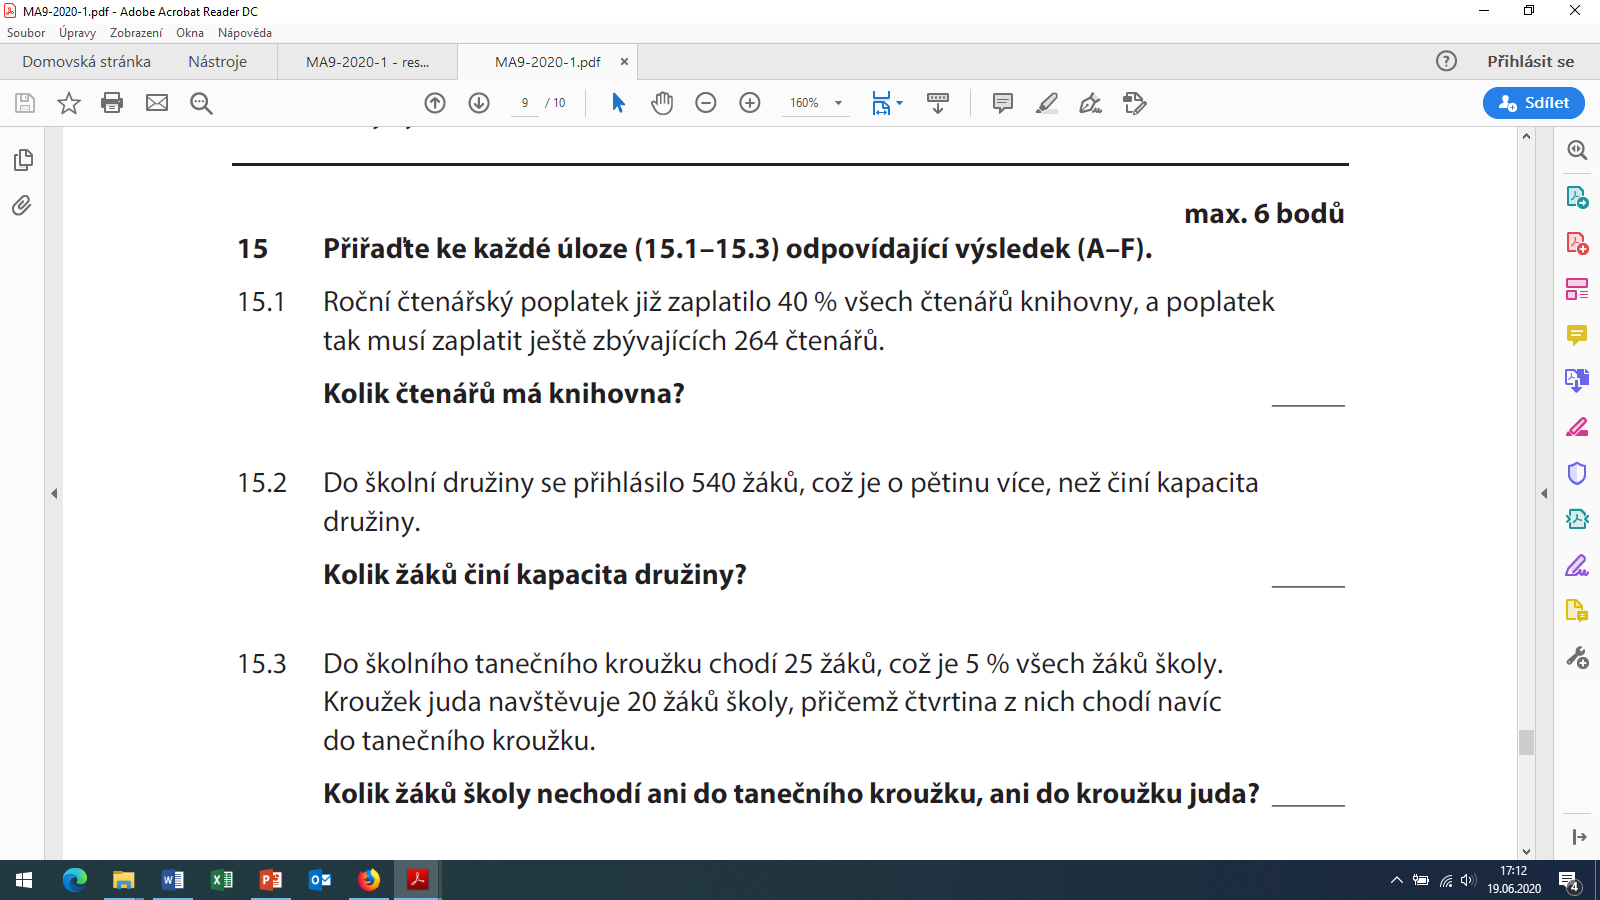 MA9-2020-1.pdf - Adobe Acrobat Reader DC
Soubor Úpravy Zobrazení Okna Nápověda
Domovská stránka Nástroje MA9-2020-1 - res... MA9-2020-1.pdf × Přihlásit se
9 / 10 160% Sdílet
max. 6 bodů
15 Přiřaďte ke každé úloze (15.1–15.3) odpovídající výsledek (A–F).
15.1 Roční čtenářský poplatek již zaplatilo 40 % všech čtenářů knihovny, a poplatek
tak musí zaplatit ještě zbývajících 264 čtenářů.
Kolik čtenářů má knihovna? _____
15.2 Do školní družiny se přihlásilo 540 žáků, což je o pětinu více, než činí kapacita
družiny.
Kolik žáků činí kapacita družiny? _____
15.3 Do školního tanečního kroužku chodí 25 žáků, což je 5 % všech žáků školy.
Kroužek juda navštěvuje 20 žáků školy, přičemž čtvrtina z nich chodí navíc
do tanečního kroužku.
Kolik žáků školy nechodí ani do tanečního kroužku, ani do kroužku juda? _____
17:12
19.06.2020
4